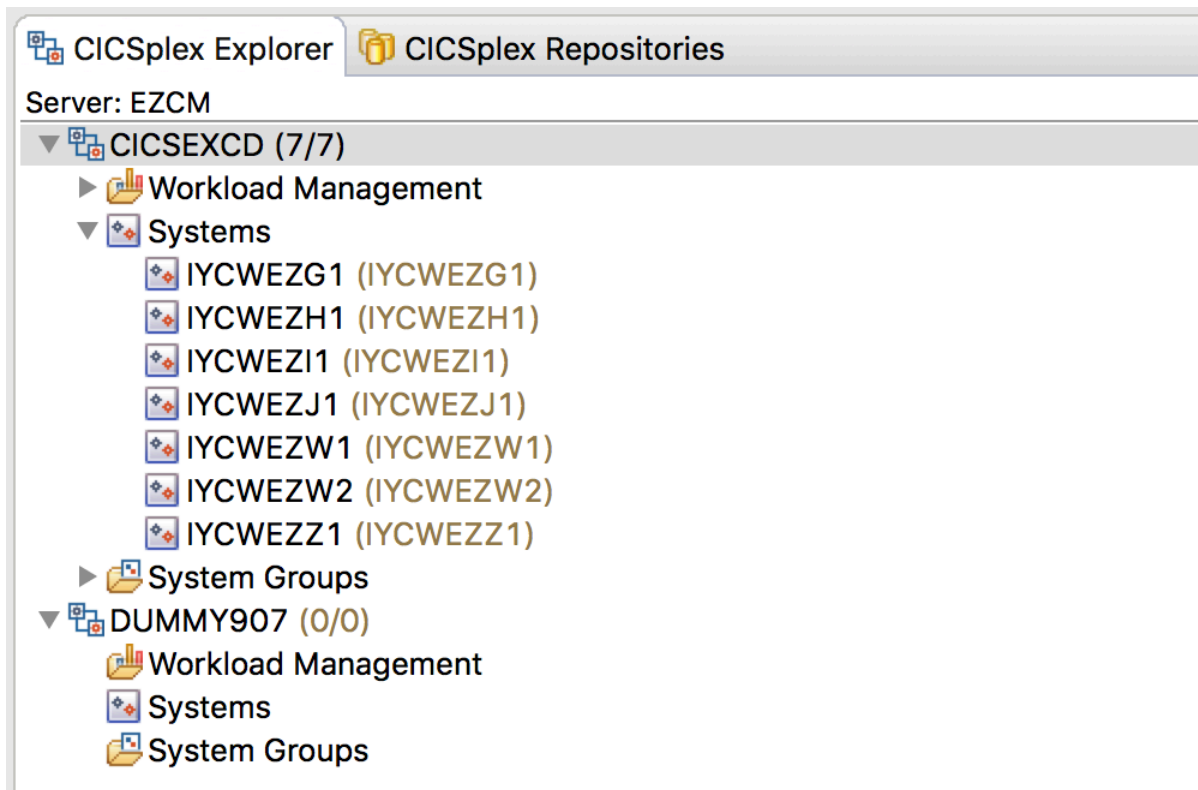 CICSplex Explorer CICSplex Repositories
Server: EZCM
CICSEXCD (7/7)
Workload Management
Systems
IYCWEZG1 (IYCWEZG1)
IYCWEZH1 (IYCWEZH1)
IYCWEZI1 (IYCWEZI1)
IYCWEZJ1 (IYCWEZJ1)
IYCWEZW1 (IYCWEZW1)
IYCWEZW2 (IYCWEZW2)
IYCWEZZ1 (IYCWEZZ1)
System Groups
DUMMY907 (0/0)
Workload Management
Systems
System Groups